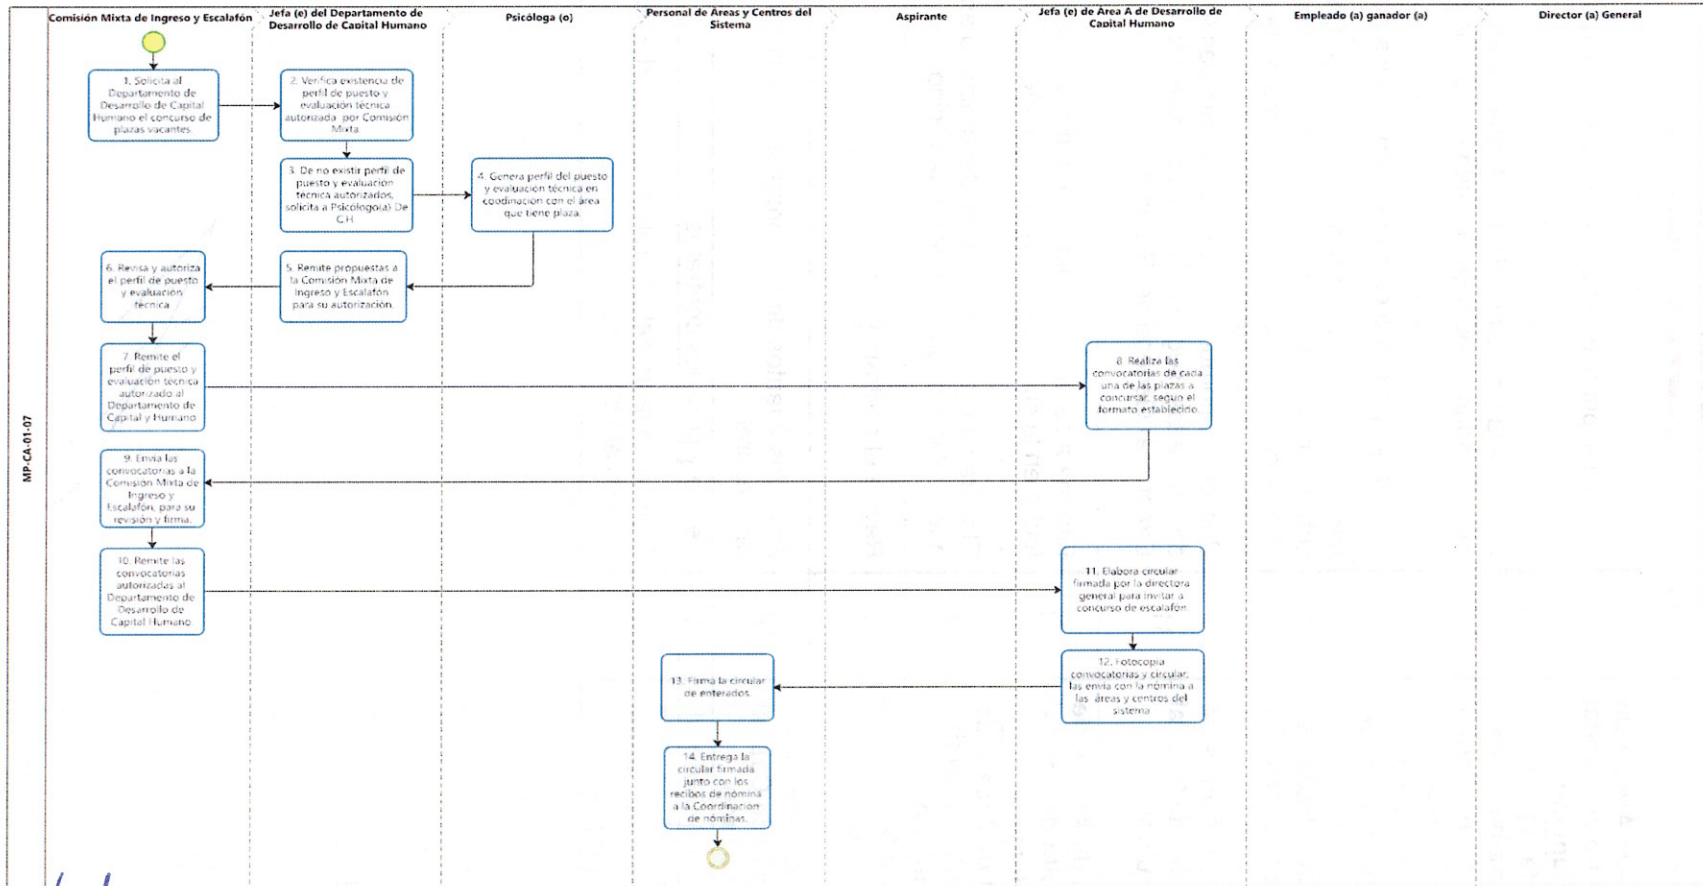 Comisión Mixta de Ingreso y Escalafón
Jefa (e) del Departamento de
Desarrollo de Capital Humano
Psicóloga (o)
Personal de Áreas y Centros del
Sistema
Aspirante
Jefa (e) de Área A de Desarrollo de
Capital Humano
Empleado (a) ganador (a)
Director (a) General
MP-CA-01-07
1. Solicita al
Departamento de
Desarrollo de Capital
Humano el concurso de
plazas vacantes.
2. Verifica existencia de
perfil de puesto y
evaluación técnica
autorizada por Comisión
Mixta.
3. De no existir perfil de
puesto y evaluación
técnica autorizados,
solicita a Psicólogo(a) De
C.H
4. Genera perfil del puesto
y evaluación técnica en
coodinación con el área
que tiene plaza.
5. Remite propuestas a
la Comisión Mixta de
Ingreso y Escalafón
para su autorización.
6. Revisa y autoriza
el perfil de puesto
y evaluación
técnica
7. Remite el
perfil de puesto y
evaluación técnica
autorizado al
Departamento de
Capital y Humano
8. Realiza las
convocatorias de cada
una de las plazas a
concursar, según el
formato establecido.
9. Envía las
convocatorias a la
Comisión Mixta de
Ingreso y
Escalafón, para su
revisión y firma.
10. Remite las
convocatorias
autorizadas al
Departamento de
Desarrollo de
Capital Humano.
11. Elabora circular
firmada por la directora
general para invitar a
concurso de escalafón
12. Fotocopia
convocatorias y circular,
las envía con la nómina a
las áreas y centros del
sistema
13. Firma la circular
de enterados.
14. Entrega la
circular firmada
junto con los
recibos de nómina
a la Coordinacion
de nóminas.